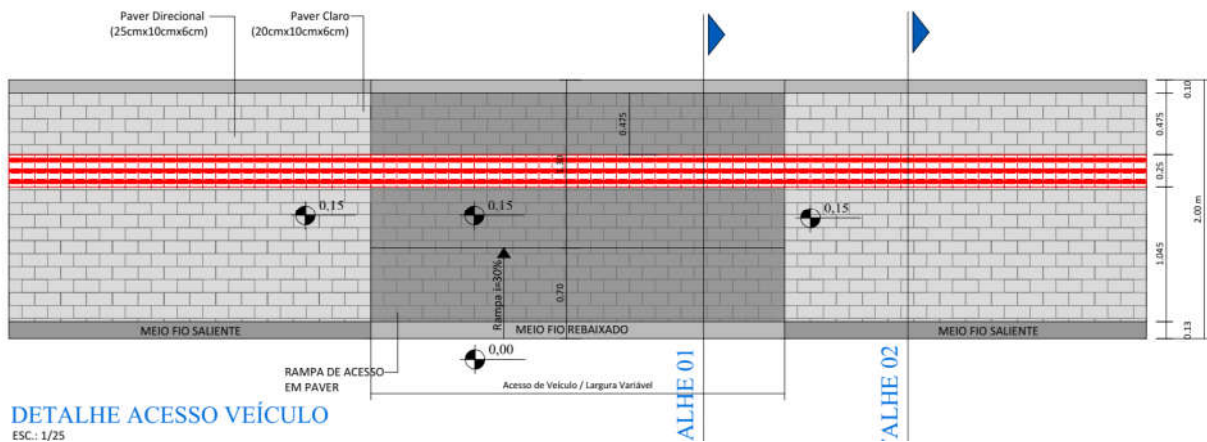 Paver Direcional
(25cmx10cmx6cm)
Paver Claro
(20cmx10cmx6cm)
0.10
0.475
0.475
0.25
2.00 m
0,15
0,15
0,15
1.045
Rampa i=30%
0.70
0.13
MEIO FIO SALIENTE
MEIO FIO REBAIXADO
MEIO FIO SALIENTE
0,00
RAMPA DE ACESSO
EM PAVER
Acesso de Veículo / Largura Variável
ALHE 01
TALHE 02
DETALHE ACESSO VEÍCULO
ESC.: 1/25